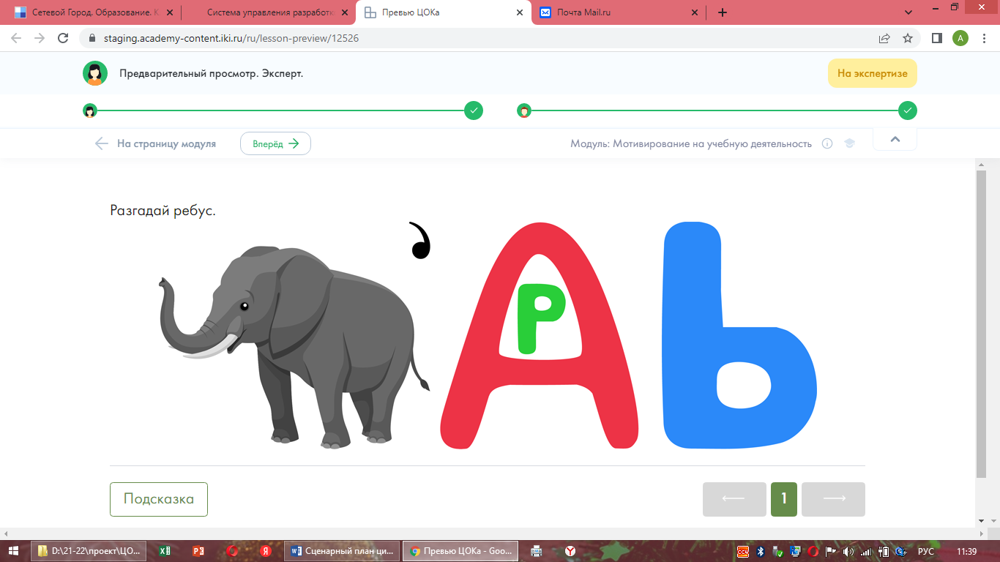 Сетевой Город. Образование. К
Система управления разработк
Превью ЦОКа
Почта Mail.ru
staging.academy-content.iki.ru/ru/lesson-preview/12526
A
Предварительный просмотр. Эксперт.
На экспертизе
На страницу модуля
Вперёд
Модуль: Мотивирование на учебную деятельность
Разгадай ребус.
,
А
Р
Ь
Подсказка
1
D:\21-22\проект\ЦО...
Сценарный план ци...
Превью ЦОКа - Goo...
РУС
11:39